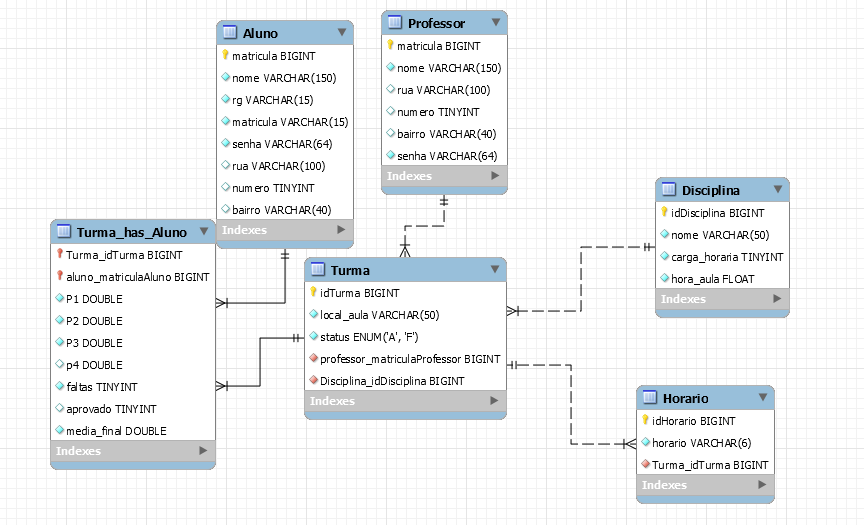 Aluno
matricula BIGINT
nome VARCHAR(150)
rg VARCHAR(15)
matricula VARCHAR(15)
senha VARCHAR(64)
rua VARCHAR(100)
numero TINYINT
bairro VARCHAR(40)
Indexes
Professor
matricula BIGINT
nome VARCHAR(150)
rua VARCHAR(100)
numero TINYINT
bairro VARCHAR(40)
senha VARCHAR(64)
Indexes
Disciplina
idDisciplina BIGINT
nome VARCHAR(50)
carga_horaria TINYINT
hora_aula FLOAT
Indexes
Turma_has_Aluno
Turma_idTurma BIGINT
aluno_matriculaAluno BIGINT
P1 DOUBLE
P2 DOUBLE
P3 DOUBLE
p4 DOUBLE
faltas TINYINT
aprovado TINYINT
media_final DOUBLE
Indexes
Turma
idTurma BIGINT
local_aula VARCHAR(50)
status ENUM('A', 'F')
professor_matriculaProfessor BIGINT
Disciplina_idDisciplina BIGINT
Indexes
Horario
idHorario BIGINT
horario VARCHAR(6)
Turma_idTurma BIGINT
Indexes